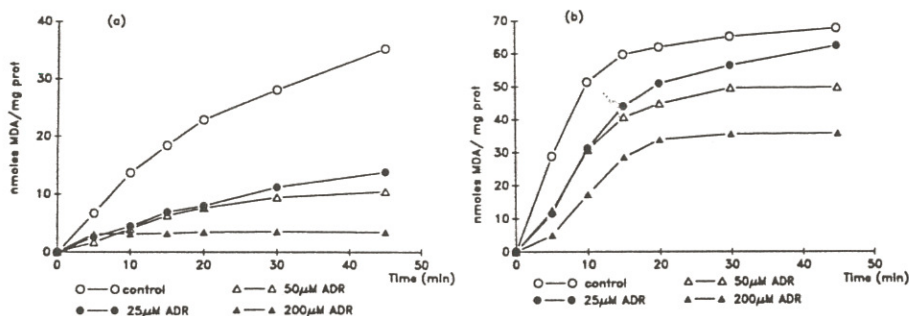 (a)
nmoles MDA/mg prot
40
30
20
10
0
0 10 20 30 40 50
Time (min)
control
50μM ADR
25μM ADR
200μM ADR
(b)
nmoles MDA/ mg prot
70
60
50
40
30
20
10
0
0 10 20 30 40 50
Time (min)
control
50μM ADR
25μM ADR
200μM ADR